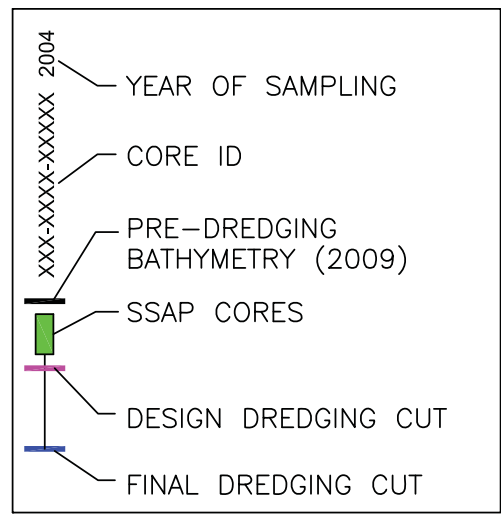 XXX-XXXX-XXXXX 2004
YEAR OF SAMPLING
CORE ID
PRE-DREDGING
BATHYMETRY (2009)
SSAP CORES
DESIGN DREDGING CUT
FINAL DREDGING CUT